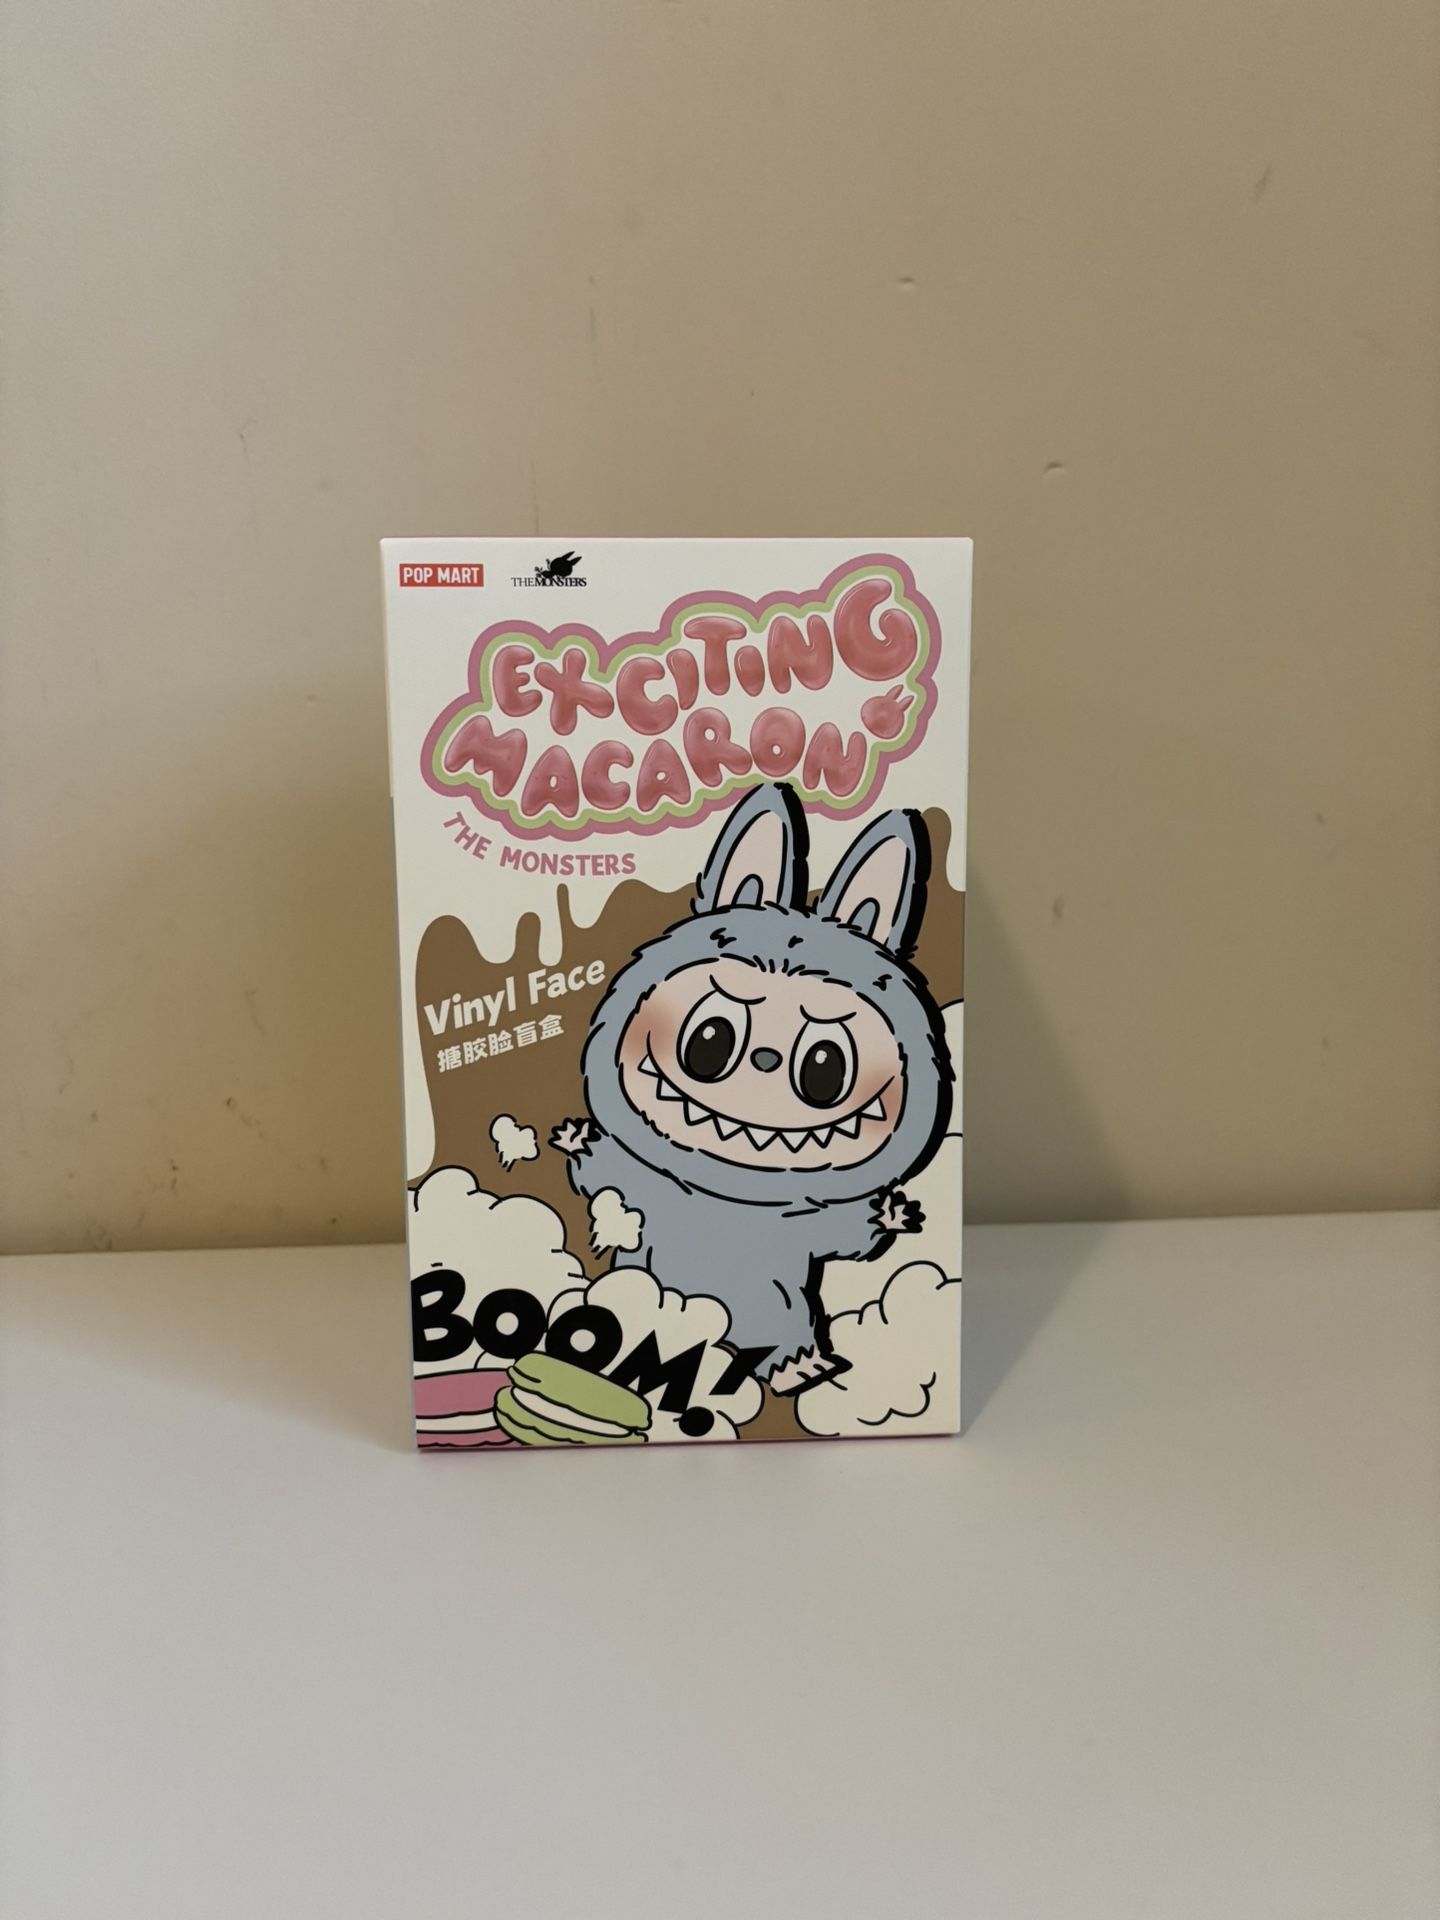 POP MART
THE MONSTERS
EXCITING
MACARON
THE MONSTERS
Vinyl Face
搪胶脸盲盒
BOOM!